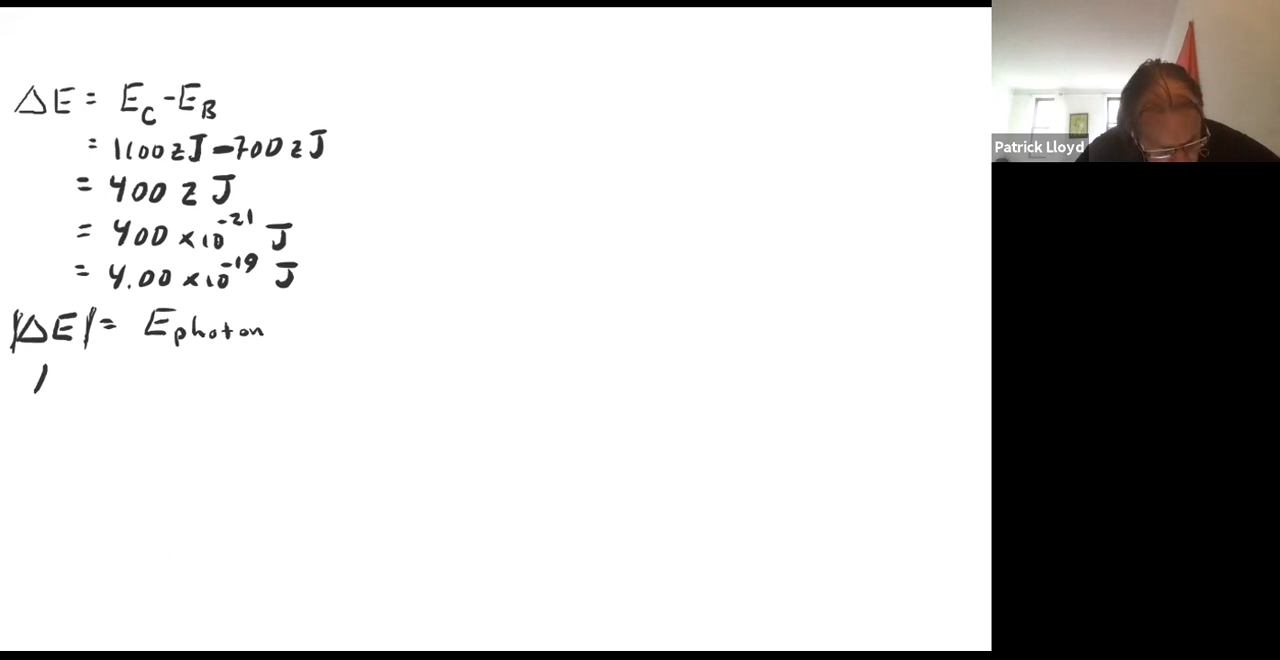 ΔE = E_C - E_B
= 1100 zJ - 700 zJ
= 400 zJ
= 400 × 10^-21 J
= 4.00 × 10^-19 J
|ΔE| = E_photon
Patrick Lloyd